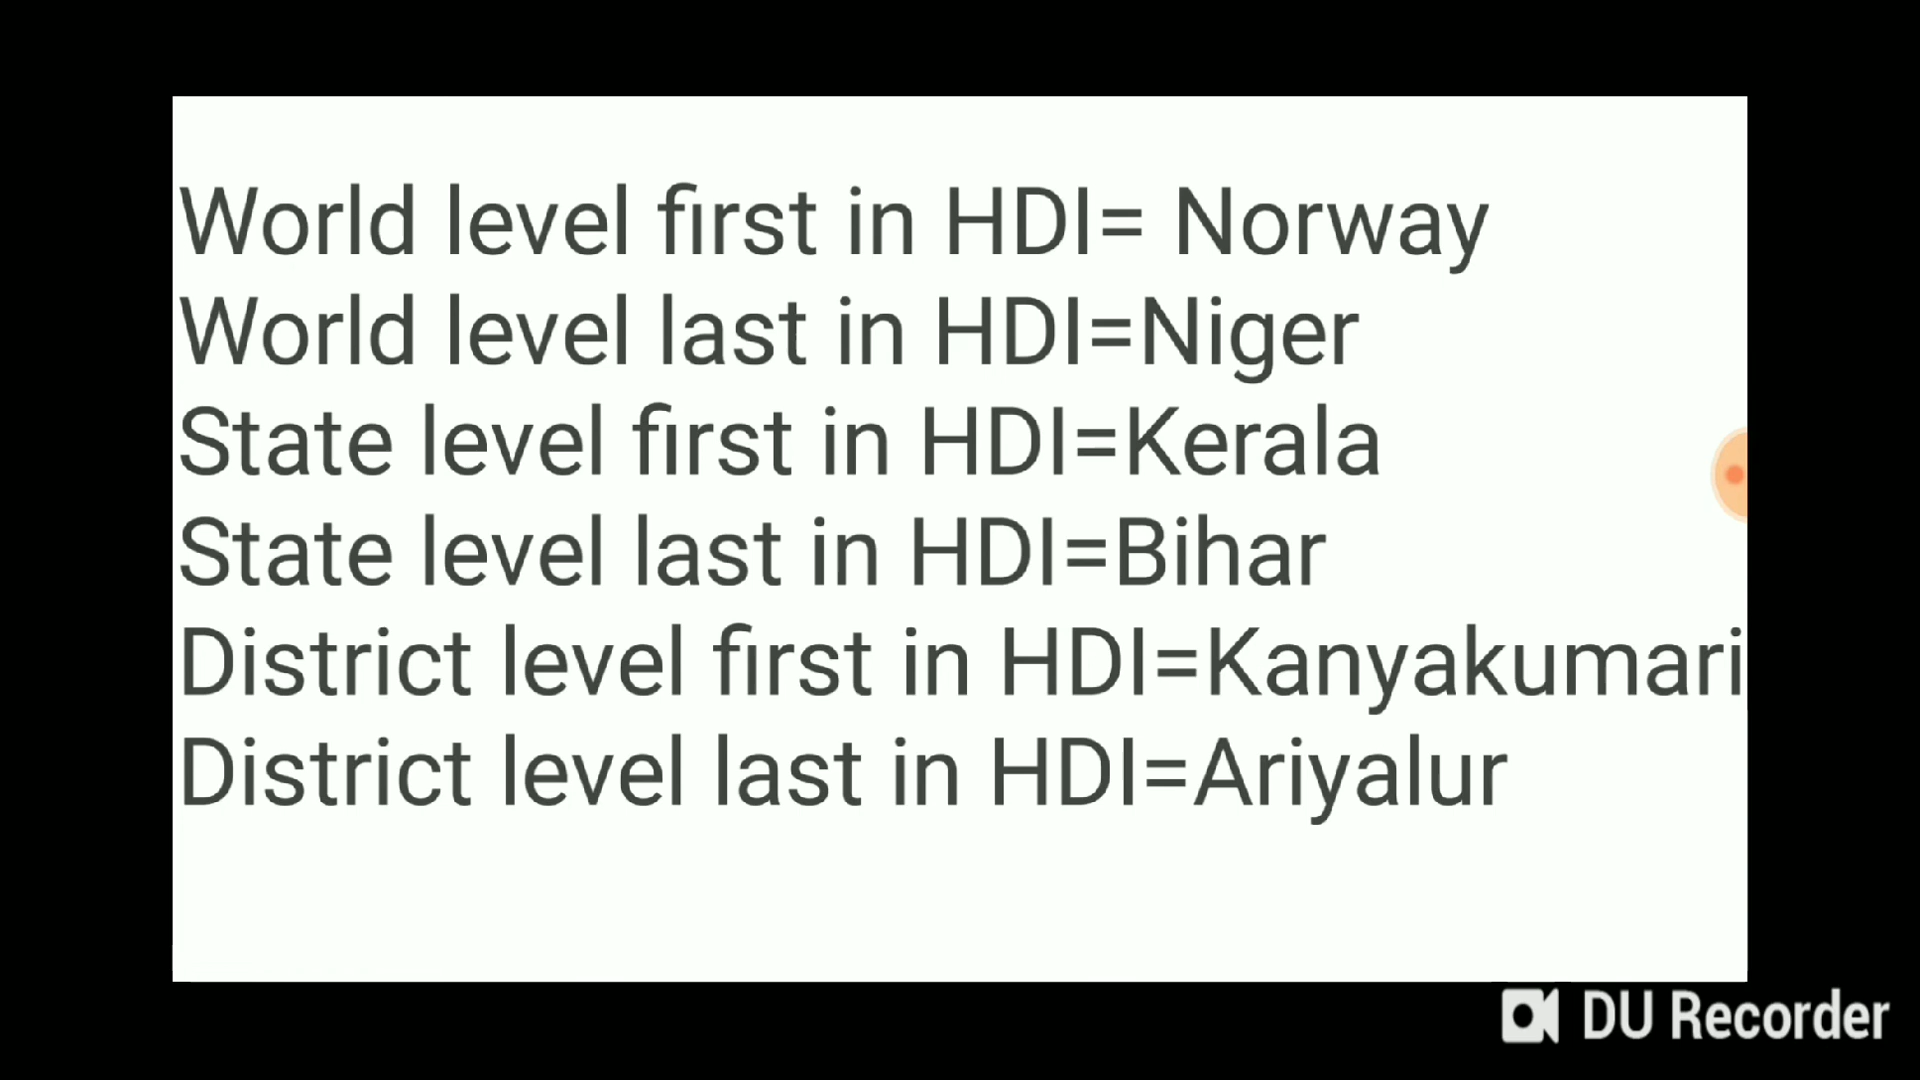 World level first in HDI= Norway
World level last in HDI=Niger
State level first in HDI=Kerala
State level last in HDI=Bihar
District level first in HDI=Kanyakumari
District level last in HDI=Ariyalur
DU Recorder